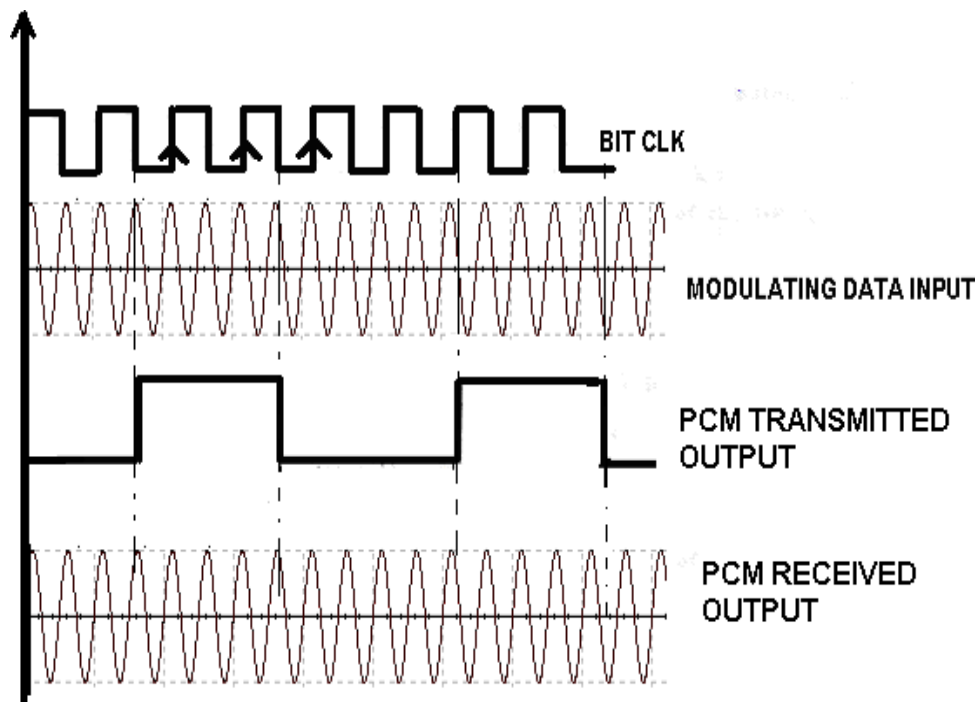 BIT CLK
MODULATING DATA INPUT
PCM TRANSMITTED
OUTPUT
PCM RECEIVED
OUTPUT